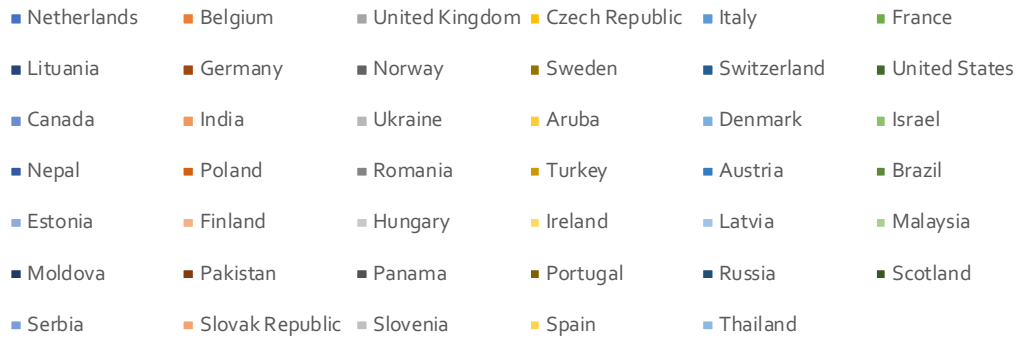 Netherlands Belgium United Kingdom Czech Republic Italy France
Lituania Germany Norway Sweden Switzerland United States
Canada India Ukraine Aruba Denmark Israel
Nepal Poland Romania Turkey Austria Brazil
Estonia Finland Hungary Ireland Latvia Malaysia
Moldova Pakistan Panama Portugal Russia Scotland
Serbia Slovak Republic Slovenia Spain Thailand